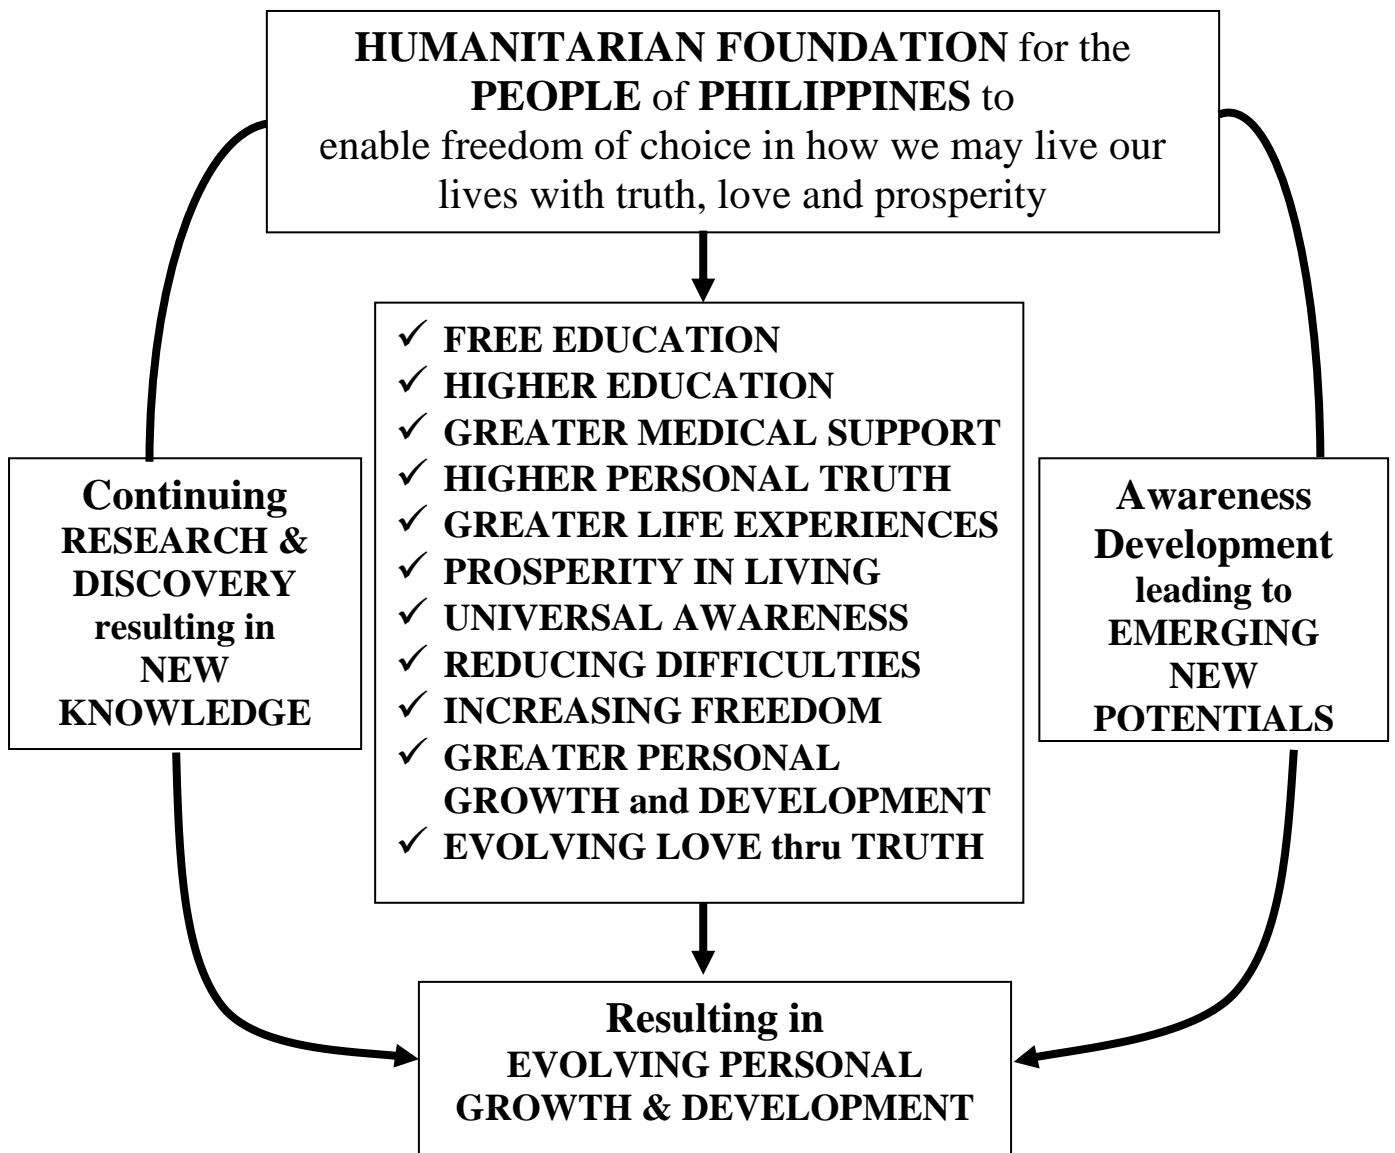 HUMANITARIAN FOUNDATION for the
PEOPLE of PHILIPPINES to
enable freedom of choice in how we may live our
lives with truth, love and prosperity
✓ FREE EDUCATION
✓ HIGHER EDUCATION
✓ GREATER MEDICAL SUPPORT
✓ HIGHER PERSONAL TRUTH
✓ GREATER LIFE EXPERIENCES
✓ PROSPERITY IN LIVING
✓ UNIVERSAL AWARENESS
✓ REDUCING DIFFICULTIES
✓ INCREASING FREEDOM
✓ GREATER PERSONAL
GROWTH and DEVELOPMENT
✓ EVOLVING LOVE thru TRUTH
Continuing
RESEARCH &
DISCOVERY
resulting in
NEW
KNOWLEDGE
Awareness
Development
leading to
EMERGING
NEW
POTENTIALS
Resulting in
EVOLVING PERSONAL
GROWTH & DEVELOPMENT